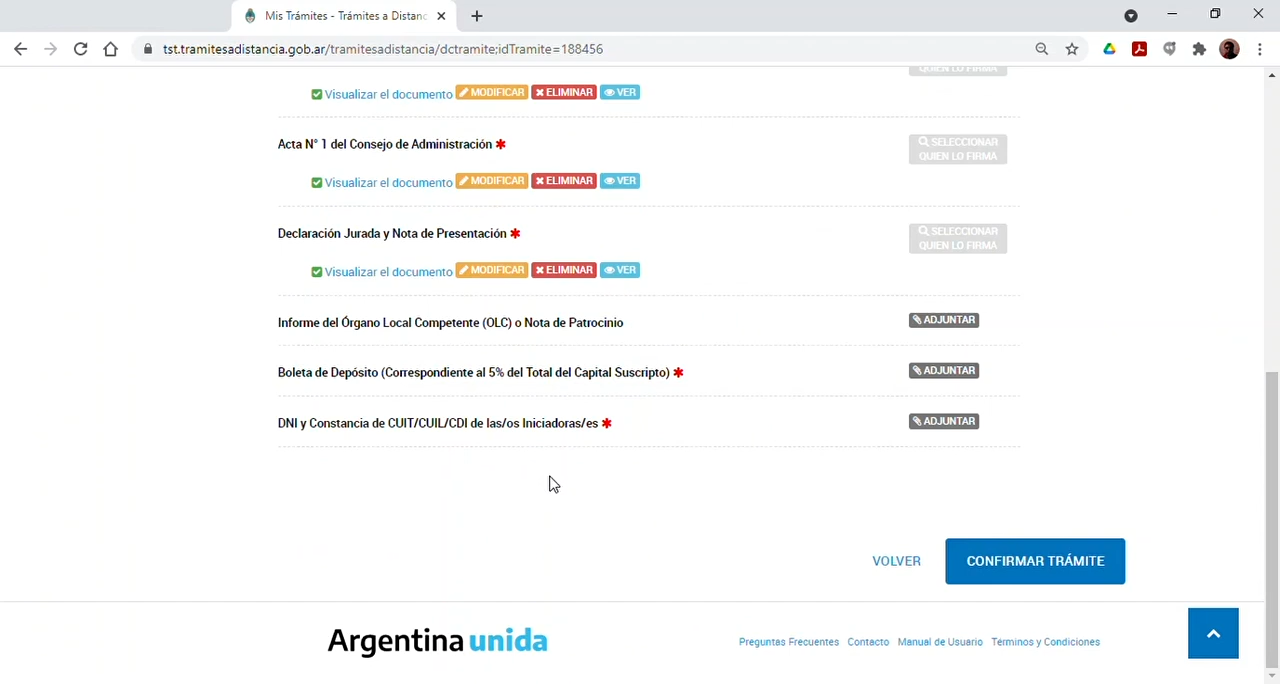 Mis Trámites - Trámites a Distanc
tst.tramitesadistancia.gob.ar/tramitesadistancia/dctramite;idTramite=188456
QUIEN LO FIRMA
Visualizar el documento MODIFICAR ELIMINAR VER
Acta N° 1 del Consejo de Administración *
SELECCIONAR
QUIEN LO FIRMA
Visualizar el documento MODIFICAR ELIMINAR VER
Declaración Jurada y Nota de Presentación *
SELECCIONAR
QUIEN LO FIRMA
Visualizar el documento MODIFICAR ELIMINAR VER
Informe del Órgano Local Competente (OLC) o Nota de Patrocinio ADJUNTAR
Boleta de Depósito (Correspondiente al 5% del Total del Capital Suscripto) * ADJUNTAR
DNI y Constancia de CUIT/CUIL/CDI de las/os Iniciadoras/es * ADJUNTAR
VOLVER CONFIRMAR TRÁMITE
Argentina unida
Preguntas Frecuentes Contacto Manual de Usuario Términos y Condiciones